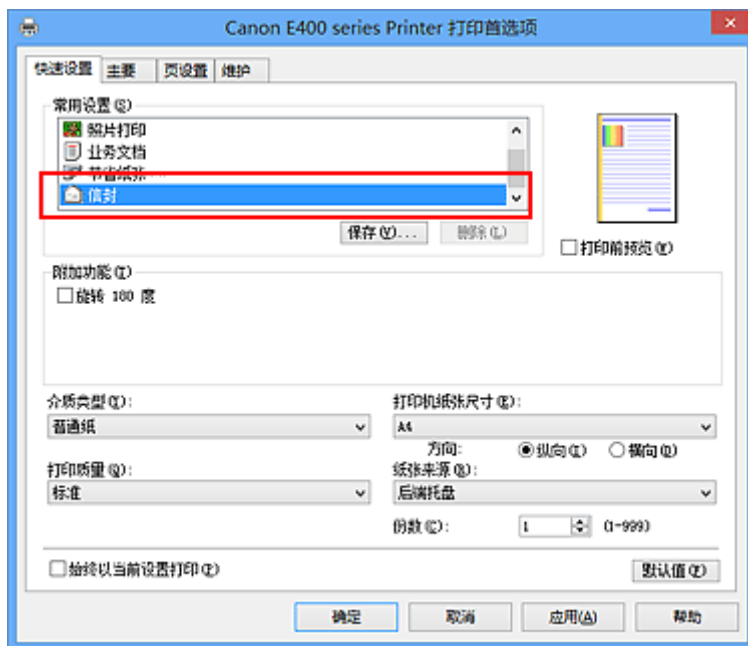 Canon E400 series Printer 打印首选项
快速设置 主要 页设置 维护
常用设置(S)
照片打印
业务文档
节省纸张
信封
保存(V)... 删除(L)
打印前预览(W)
附加功能(T)
旋转 180 度
介质类型(Y):
普通纸
打印机纸张尺寸(E):
A4
方向: 纵向(I) 横向(O)
打印质量(Q):
标准
纸张来源(R):
后端托盘
份数(C): 1 (1-999)
始终以当前设置打印(P)
默认值(F)
确定 取消 应用(A) 帮助